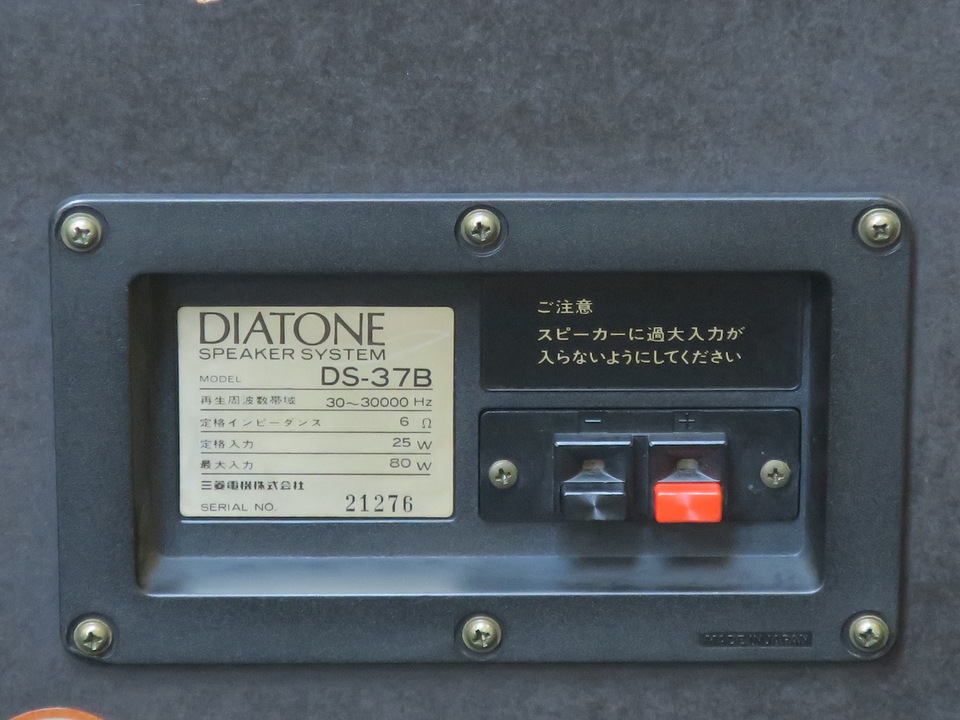 DIATONE
SPEAKER SYSTEM
MODEL DS-37B
再生周波数帯域 30～30000 Hz
定格インピーダンス 6 Ω
定格入力 25 W
最大入力 80 W
三菱電機株式会社
SERIAL NO. 21276
ご注意
スピーカーに過大入力が
入らないようにしてください
− +
MADE IN JAPAN